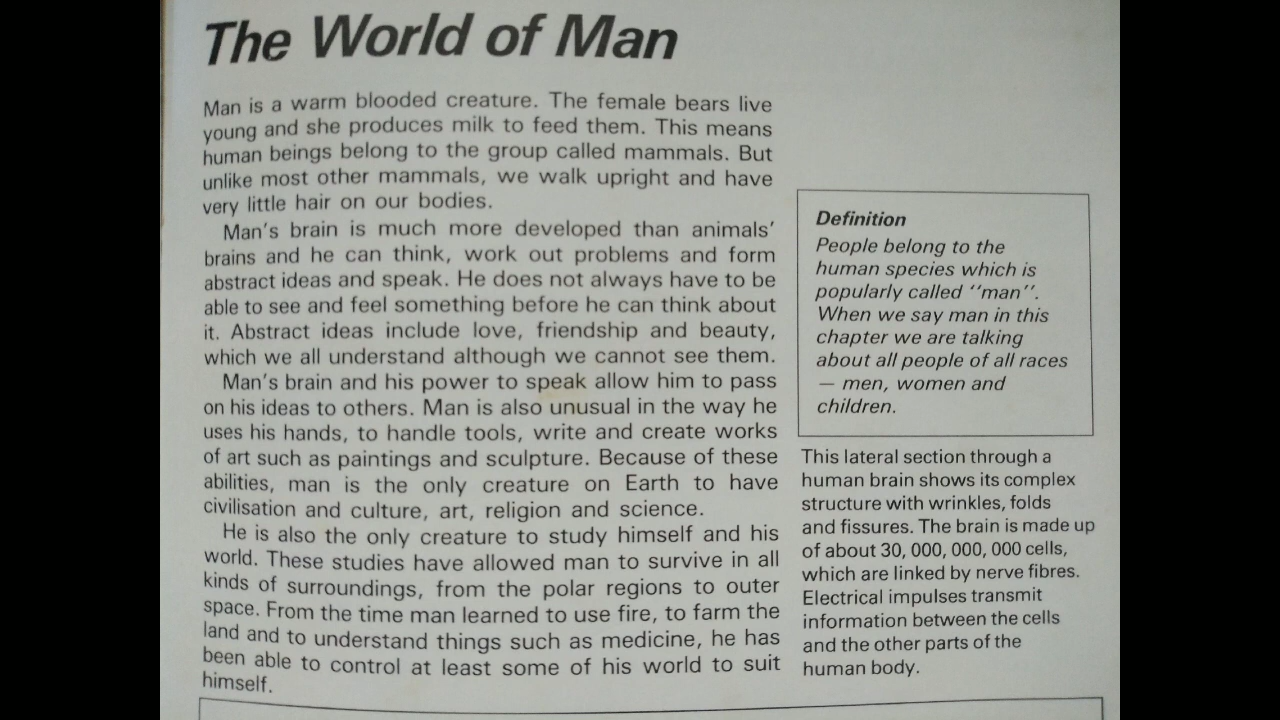 The World of Man
Man is a warm blooded creature. The female bears live
young and she produces milk to feed them. This means
human beings belong to the group called mammals. But
unlike most other mammals, we walk upright and have
very little hair on our bodies.
Man's brain is much more developed than animals'
brains and he can think, work out problems and form
abstract ideas and speak. He does not always have to be
able to see and feel something before he can think about
it. Abstract ideas include love, friendship and beauty,
which we all understand although we cannot see them.
Man's brain and his power to speak allow him to pass
on his ideas to others. Man is also unusual in the way he
uses his hands, to handle tools, write and create works
of art such as paintings and sculpture. Because of these
abilities, man is the only creature on Earth to have
civilisation and culture, art, religion and science.
He is also the only creature to study himself and his
world. These studies have allowed man to survive in all
kinds of surroundings, from the polar regions to outer
space. From the time man learned to use fire, to farm the
land and to understand things such as medicine, he has
been able to control at least some of his world to suit
himself.
Definition
People belong to the
human species which is
popularly called ''man''.
When we say man in this
chapter we are talking
about all people of all races
— men, women and
children.
This lateral section through a
human brain shows its complex
structure with wrinkles, folds
and fissures. The brain is made up
of about 30, 000, 000, 000 cells,
which are linked by nerve fibres.
Electrical impulses transmit
information between the cells
and the other parts of the
human body.